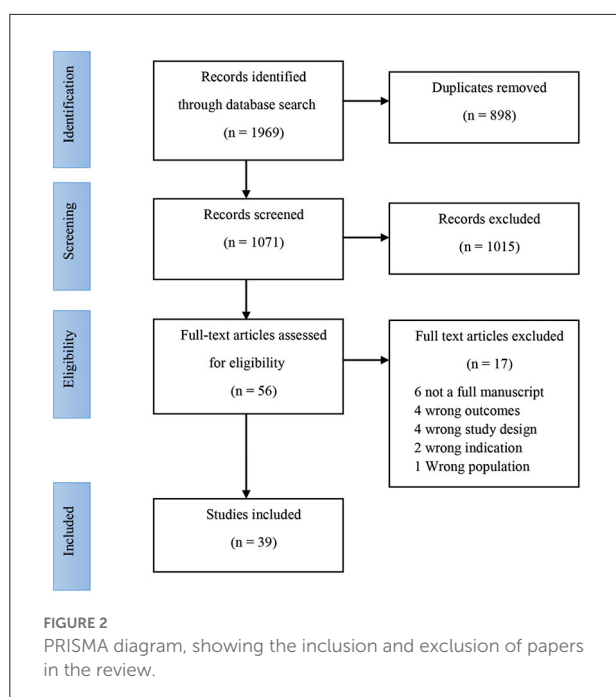 Identification
Records identified
through database search
(n = 1969)
Duplicates removed
(n = 898)
Screening
Records screened
(n = 1071)
Records excluded
(n = 1015)
Eligibility
Full-text articles assessed
for eligibility
(n = 56)
Full text articles excluded
(n = 17)
6 not a full manuscript
4 wrong outcomes
4 wrong study design
2 wrong indication
1 Wrong population
Included
Studies included
(n = 39)
FIGURE 2
PRISMA diagram, showing the inclusion and exclusion of papers
in the review.